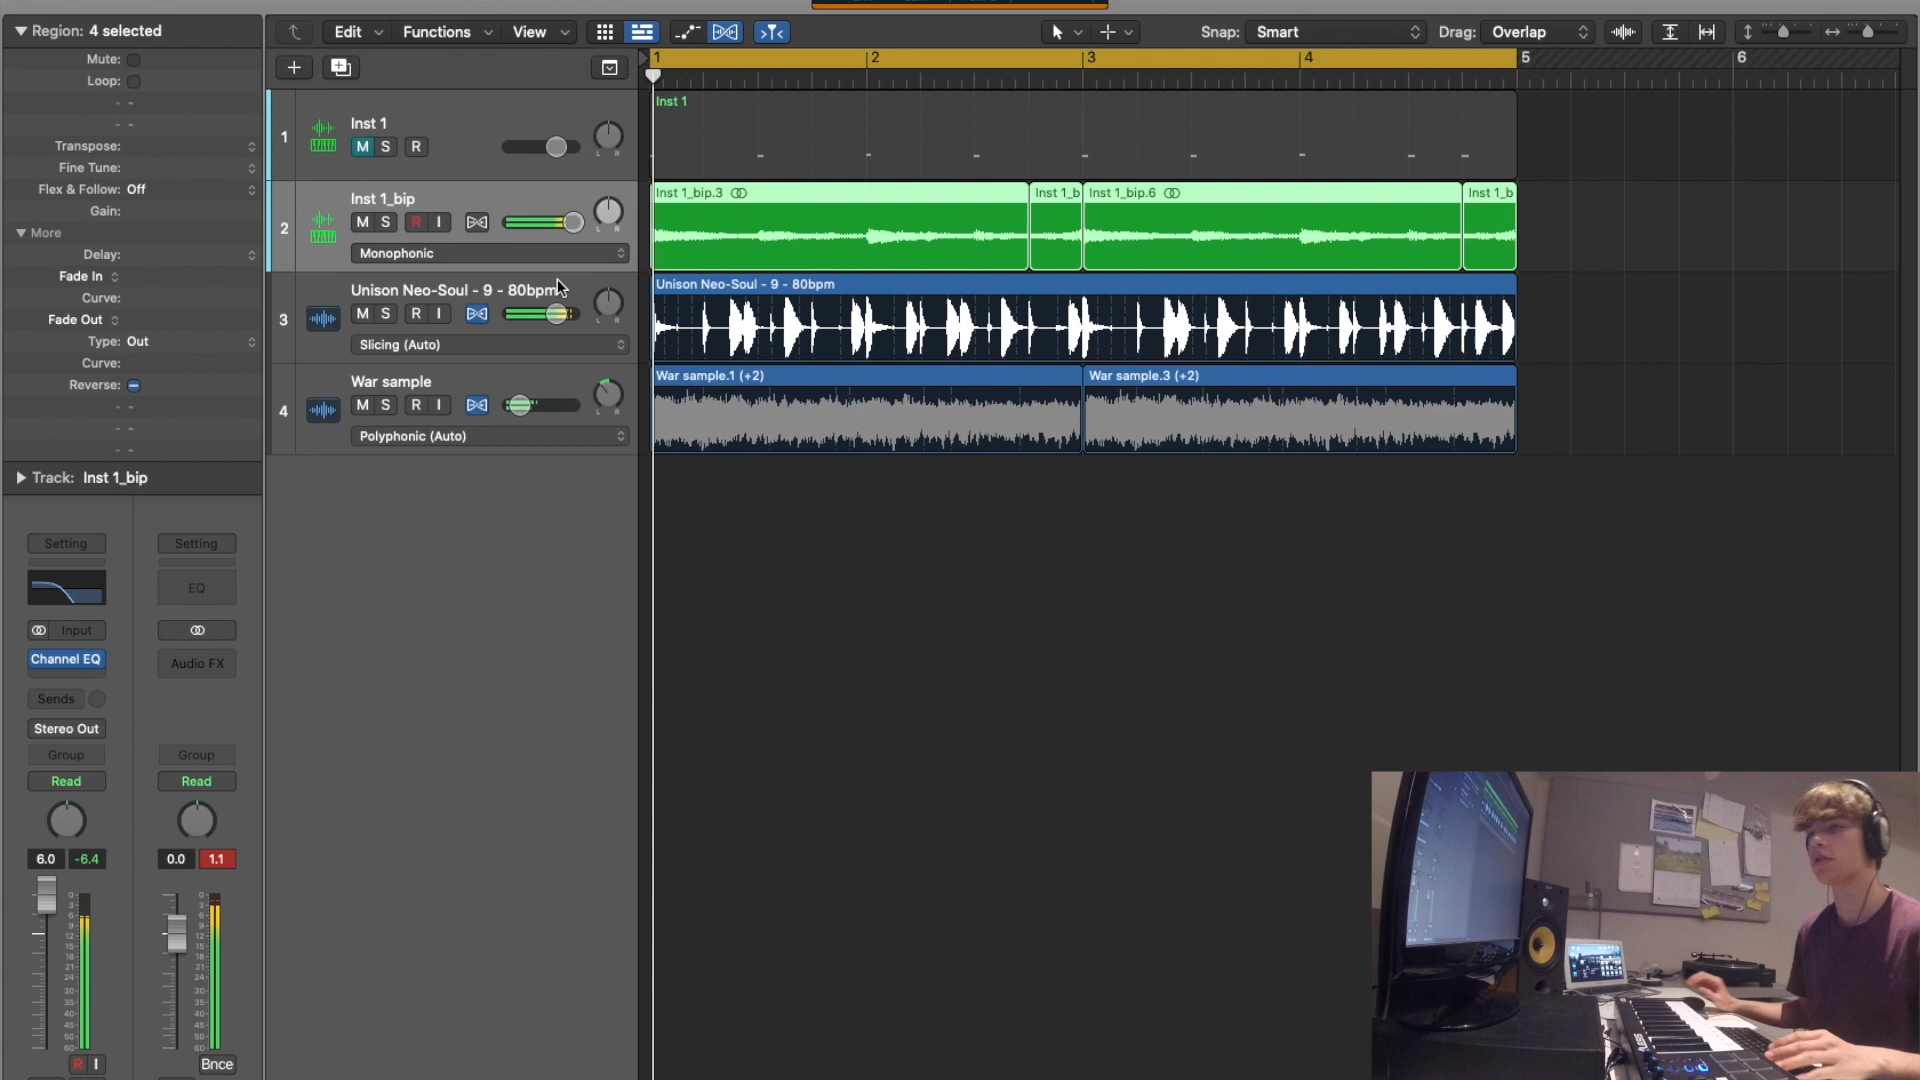 Region: 4 selected
Mute:
Loop:
Transpose:
Fine Tune:
Flex & Follow: Off
Gain:
More
Delay:
Fade In
Curve:
Fade Out
Type: Out
Curve:
Reverse:
Track: Inst 1_bip
Setting Setting
EQ
Input
Channel EQ Audio FX
Sends
Stereo Out
Group Group
Read Read
6.0 -6.4 0.0 1.1
R I Bnce
Edit Functions View Snap: Smart Drag: Overlap
1 2 3 4 5 6
1 Inst 1
M S R
Inst 1
2 Inst 1_bip
M S R I
Monophonic
Inst 1_bip.3 Inst 1_b Inst 1_bip.6 Inst 1_b
3 Unison Neo-Soul - 9 - 80bpm
M S R I
Slicing (Auto)
Unison Neo-Soul - 9 - 80bpm
4 War sample
M S R I
Polyphonic (Auto)
War sample.1 (+2) War sample.3 (+2)